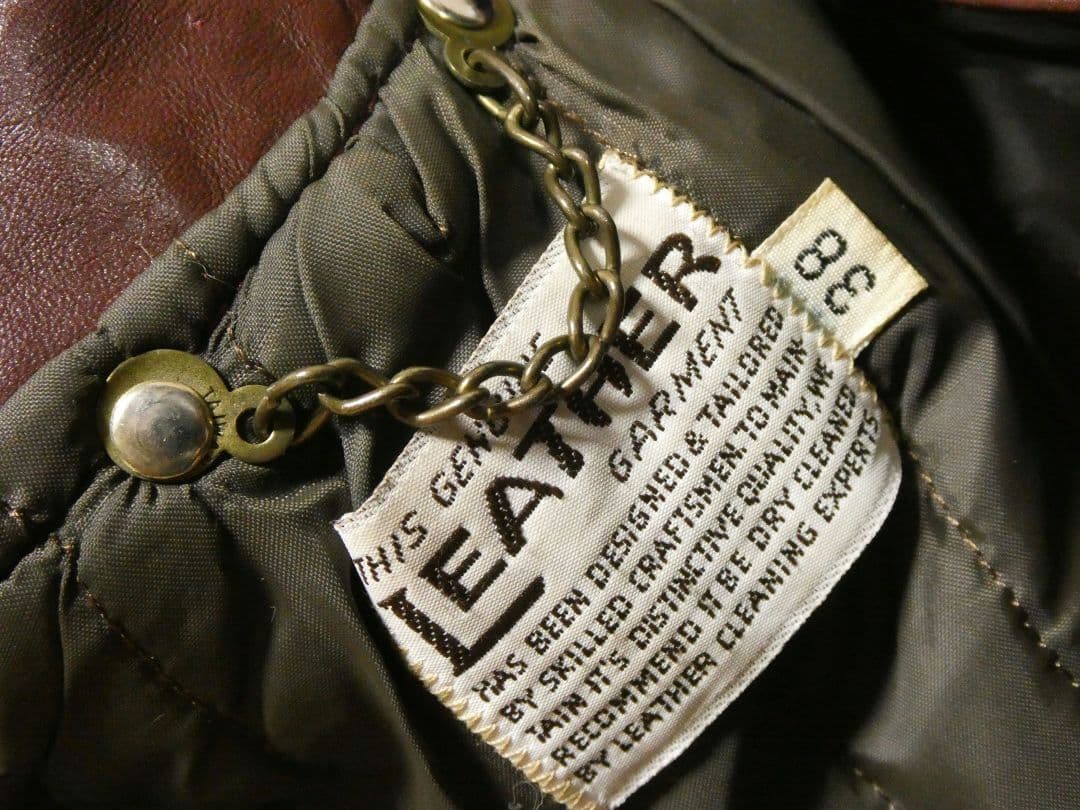 THIS GENUINE
LEATHER
GARMENT
HAS BEEN DESIGNED & TAILORED
BY SKILLED CRAFTSMEN. TO MAIN-
TAIN IT'S DISTINCTIVE QUALITY, WE
RECOMMEND IT BE DRY CLEANED
BY LEATHER CLEANING EXPERTS
38